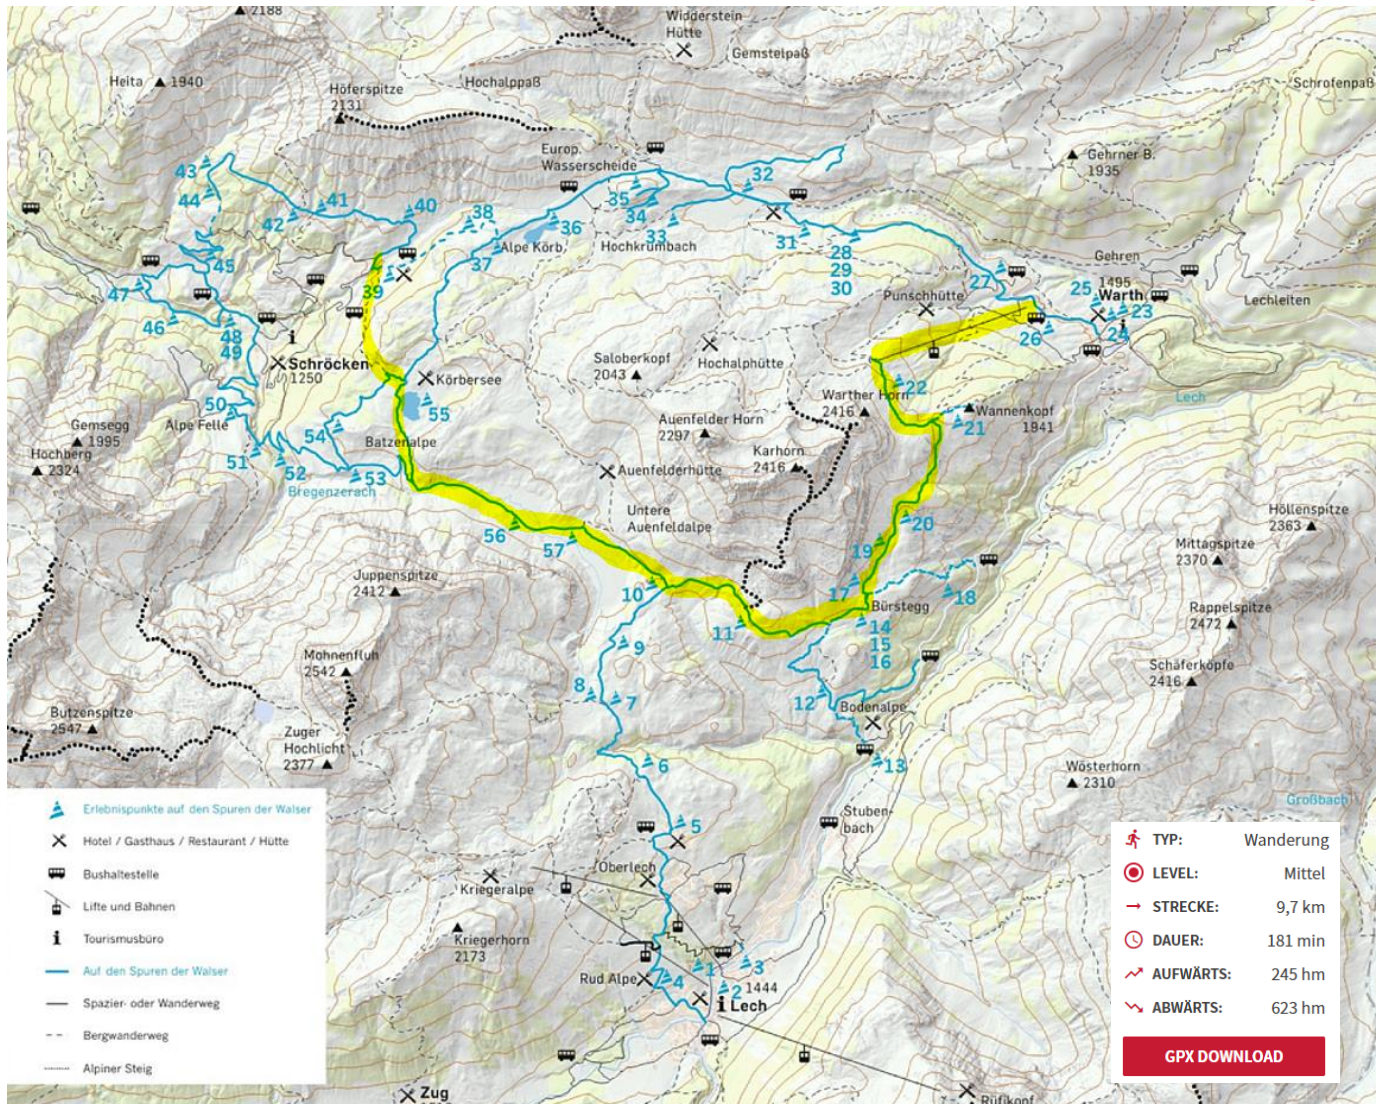 2188
Widderstein
Hütte
Gemstelpaß
Heita 1940
Höferspitze
2131
Hochalppaß
Schrofenpaß
Europ.
Wasserscheide
Gehrner B.
1935
43
44
32
41
42
40
38
35
34
33
36
37
Alpe Körb.
Hochkrumbach
31
28
29
30
45
39
47
46
48
49
Gehren
1495
27
25
Warth
23
24
26
Lechleiten
Punschhütte
Schröcken
1250
Saloberkopf
2043
Hochalphütte
Körbersee
55
22
Lech
Warther Horn
2416
Wannenkopf
1941
21
50
Alpe Felle
54
Gemsegg
1995
Hochberg
2324
Batzenalpe
Auenfelder Horn
2297
Karhorn
2416
51
52
53
Bregenzerach
Auenfelderhütte
Untere
Auenfeldalpe
56
57
20
19
Höllenspitze
2363
Mittagspitze
2370
Juppenspitze
2412
10
17
18
Bürstegg
Rappelspitze
2472
11
14
15
16
9
Mohnenfluh
2542
Schäferköpfe
2416
8
7
12
Bodenalpe
Butzenspitze
2547
Zuger
Hochlicht
2377
6
13
Wösterhorn
2310
Großbach
5
Stuben-
bach
Oberlech
Kriegeralpe
Kriegerhorn
2173
Rud Alpe
4
1
3
2
1444
Lech
Zug
Rüfikopf
Erlebnispunkte auf den Spuren der Walser
Hotel / Gasthaus / Restaurant / Hütte
Bushaltestelle
Lifte und Bahnen
Tourismusbüro
Auf den Spuren der Walser
Spazier- oder Wanderweg
Bergwanderweg
Alpiner Steig
TYP: Wanderung
LEVEL: Mittel
STRECKE: 9,7 km
DAUER: 181 min
AUFWÄRTS: 245 hm
ABWÄRTS: 623 hm
GPX DOWNLOAD